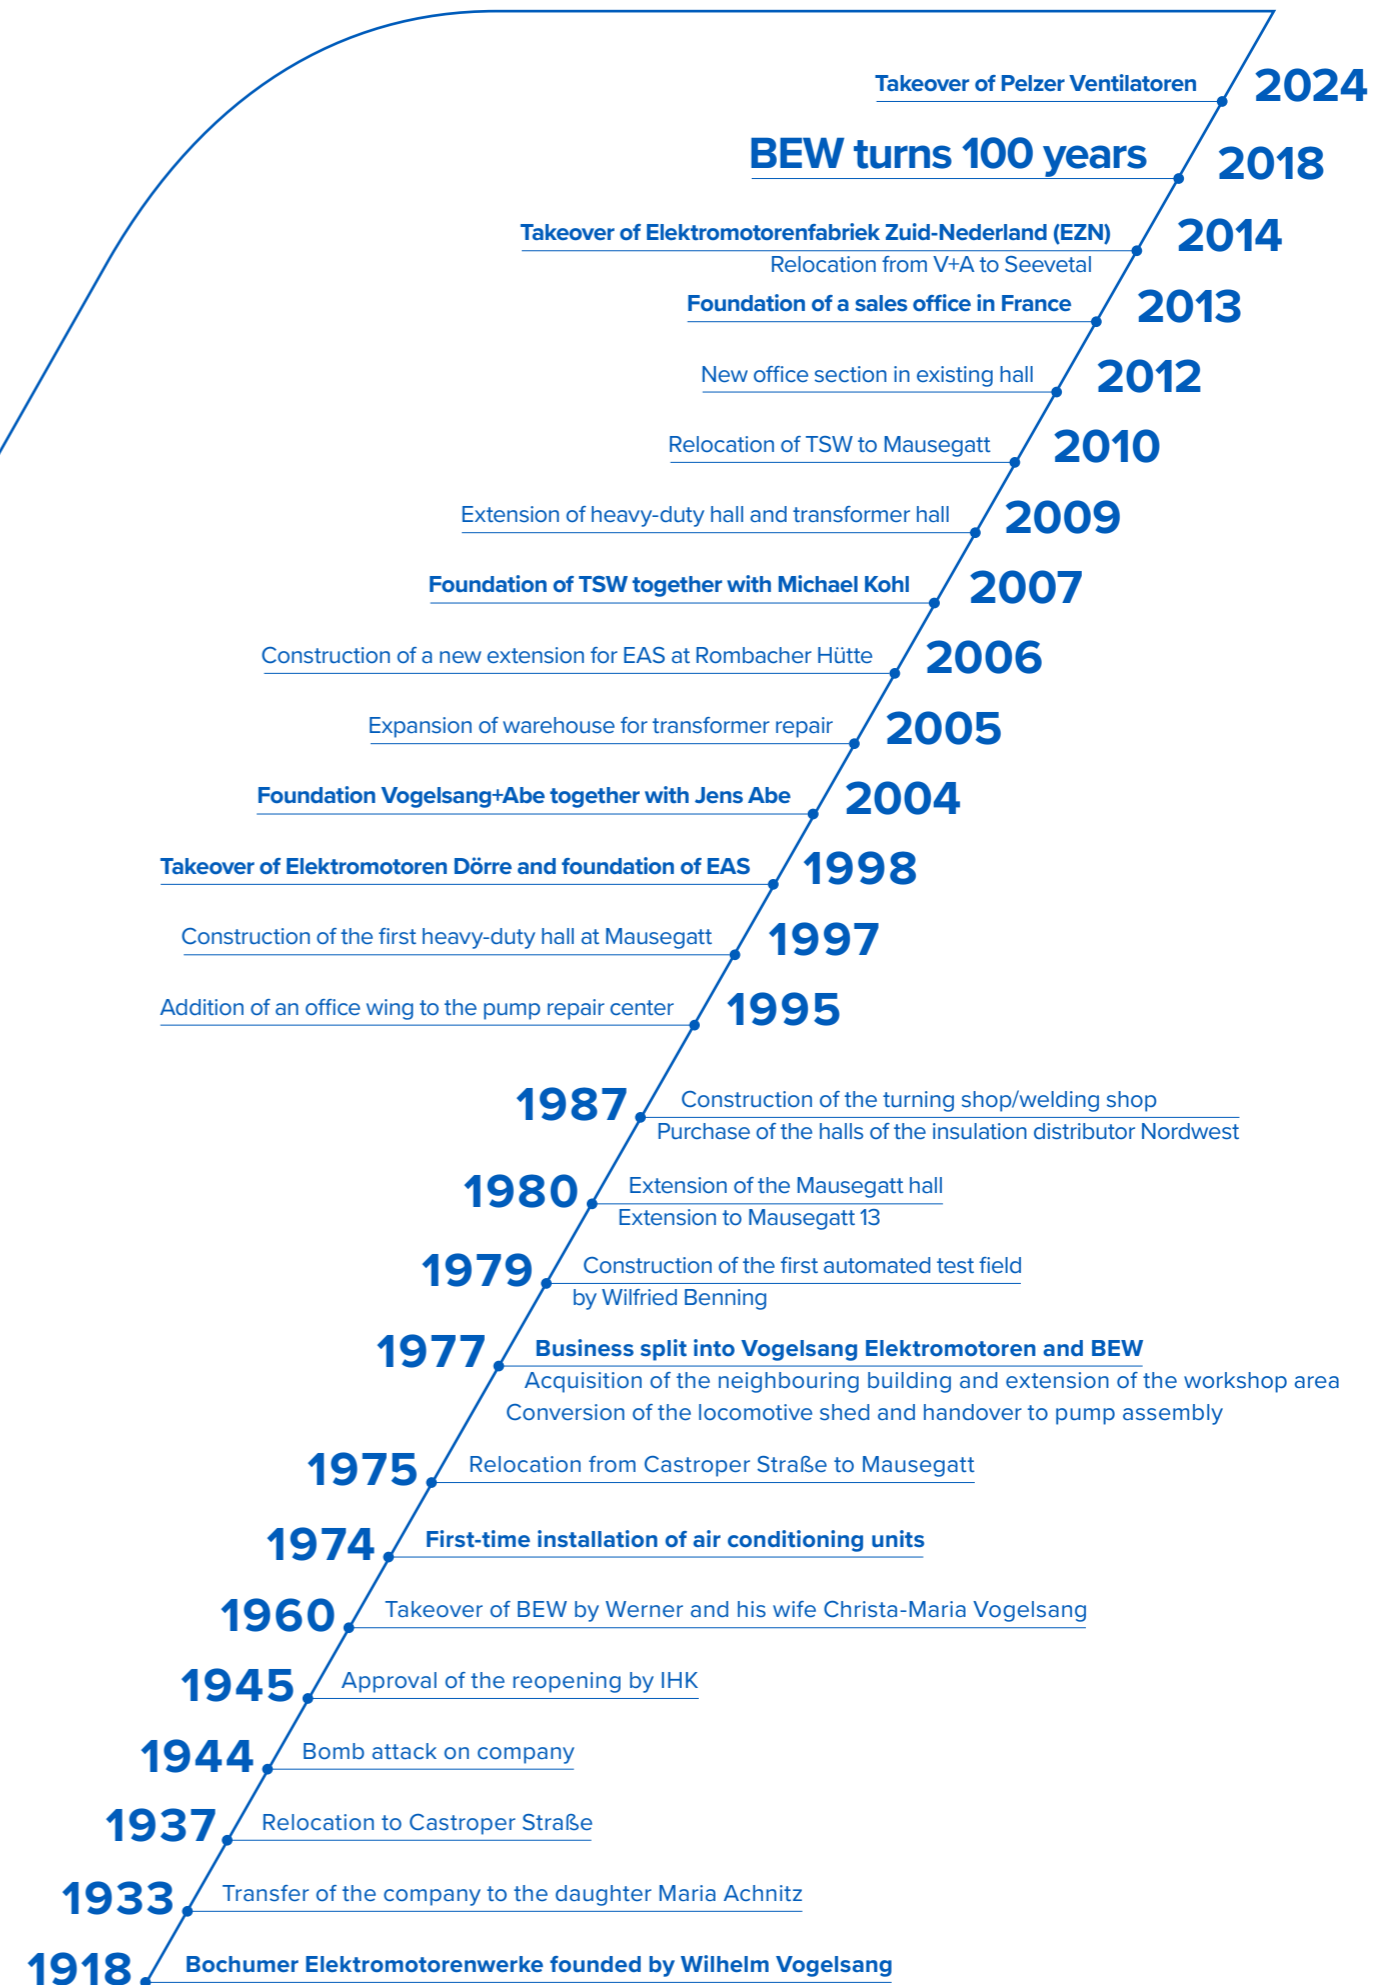 Takeover of Pelzer Ventilatoren 2024
BEW turns 100 years 2018
Takeover of Elektromotorenfabriek Zuid-Nederland (EZN) 2014
Relocation from V+A to Seevetal
Foundation of a sales office in France 2013
New office section in existing hall 2012
Relocation of TSW to Mausegatt 2010
Extension of heavy-duty hall and transformer hall 2009
Foundation of TSW together with Michael Kohl 2007
Construction of a new extension for EAS at Rombacher Hütte 2006
Expansion of warehouse for transformer repair 2005
Foundation Vogelsang+Abe together with Jens Abe 2004
Takeover of Elektromotoren Dörre and foundation of EAS 1998
Construction of the first heavy-duty hall at Mausegatt 1997
Addition of an office wing to the pump repair center 1995
1987 Construction of the turning shop/welding shop
Purchase of the halls of the insulation distributor Nordwest
1980 Extension of the Mausegatt hall
Extension to Mausegatt 13
1979 Construction of the first automated test field
by Wilfried Benning
1977 Business split into Vogelsang Elektromotoren and BEW
Acquisition of the neighbouring building and extension of the workshop area
Conversion of the locomotive shed and handover to pump assembly
1975 Relocation from Castroper Straße to Mausegatt
1974 First-time installation of air conditioning units
1960 Takeover of BEW by Werner and his wife Christa-Maria Vogelsang
1945 Approval of the reopening by IHK
1944 Bomb attack on company
1937 Relocation to Castroper Straße
1933 Transfer of the company to the daughter Maria Achnitz
1918 Bochumer Elektromotorenwerke founded by Wilhelm Vogelsang